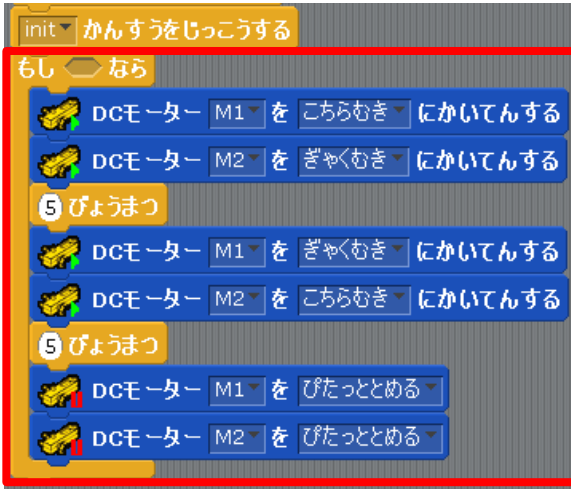 init かんすうをじっこうする
もし なら
DCモーター M1 を こちらむき にかいてんする
DCモーター M2 を ぎゃくむき にかいてんする
5 びょうまつ
DCモーター M1 を ぎゃくむき にかいてんする
DCモーター M2 を こちらむき にかいてんする
5 びょうまつ
DCモーター M1 を ぴたっととめる
DCモーター M2 を ぴたっととめる